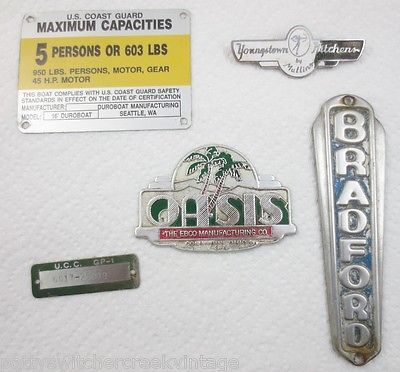 U.S. COAST GUARD
MAXIMUM CAPACITIES
5 PERSONS OR 603 LBS
950 LBS. PERSONS, MOTOR, GEAR
45 H.P. MOTOR
THIS BOAT COMPLIES WITH U.S. COAST GUARD SAFETY
STANDARDS IN EFFECT ON THE DATE OF CERTIFICATION
MANUFACTURER: DUROBOAT MANUFACTURING
SEATTLE, WA
MODEL: 16' DUROBOAT
Youngstown Kitchens
by
Mullins
BRADFORD
OASIS
THE EBCO MANUFACTURING CO.
U.C.C. GP-1
pattyswitchercreekvintage